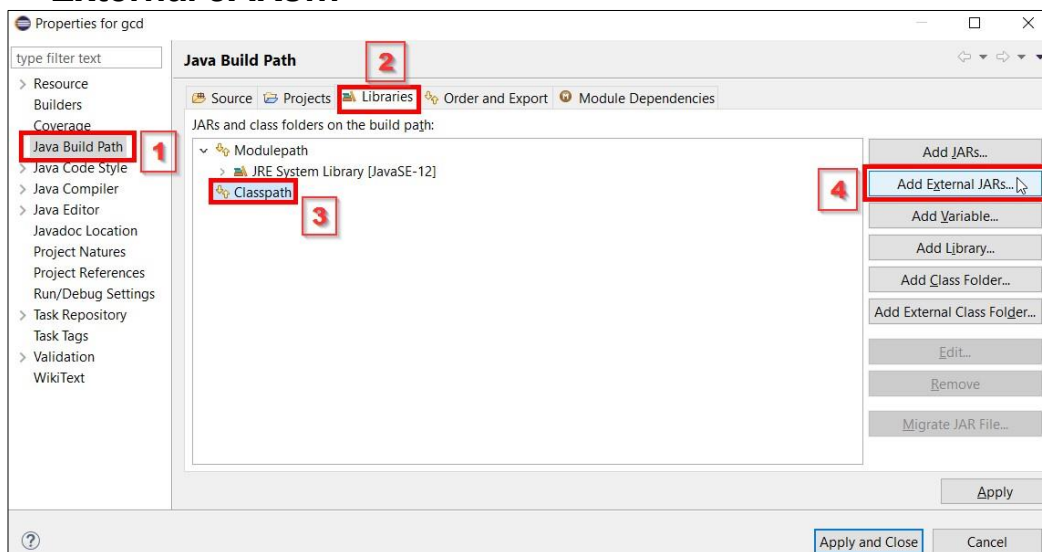 Properties for gcd
type filter text
Resource
Builders
Coverage
Java Build Path
1
Java Code Style
Java Compiler
Java Editor
Javadoc Location
Project Natures
Project References
Run/Debug Settings
Task Repository
Task Tags
Validation
WikiText
Java Build Path
2
Source Projects Libraries Order and Export Module Dependencies
JARs and class folders on the build path:
Modulepath
JRE System Library [JavaSE-12]
Classpath
3
4
Add JARs...
Add External JARs...
Add Variable...
Add Library...
Add Class Folder...
Add External Class Folder...
Edit...
Remove
Migrate JAR File...
Apply
Apply and Close Cancel